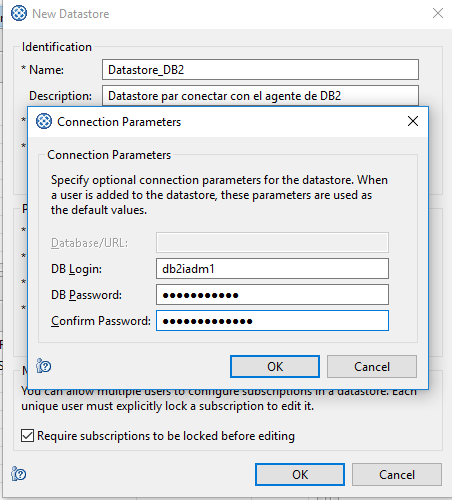 New Datastore
Identification
* Name: Datastore_DB2
Description: Datastore par conectar con el agente de DB2
*
*
Connection Parameters
Connection Parameters
Specify optional connection parameters for the datastore. When
a user is added to the datastore, these parameters are used as
the default values.
Database/URL:
DB Login: db2iadm1
DB Password: ●●●●●●●●●●●
Confirm Password: ●●●●●●●●●●●●●
OK Cancel
P
*
*
*
*
M
You can allow multiple users to configure subscriptions in a datastore. Each
unique user must explicitly lock a subscription to edit it.
Require subscriptions to be locked before editing
OK Cancel